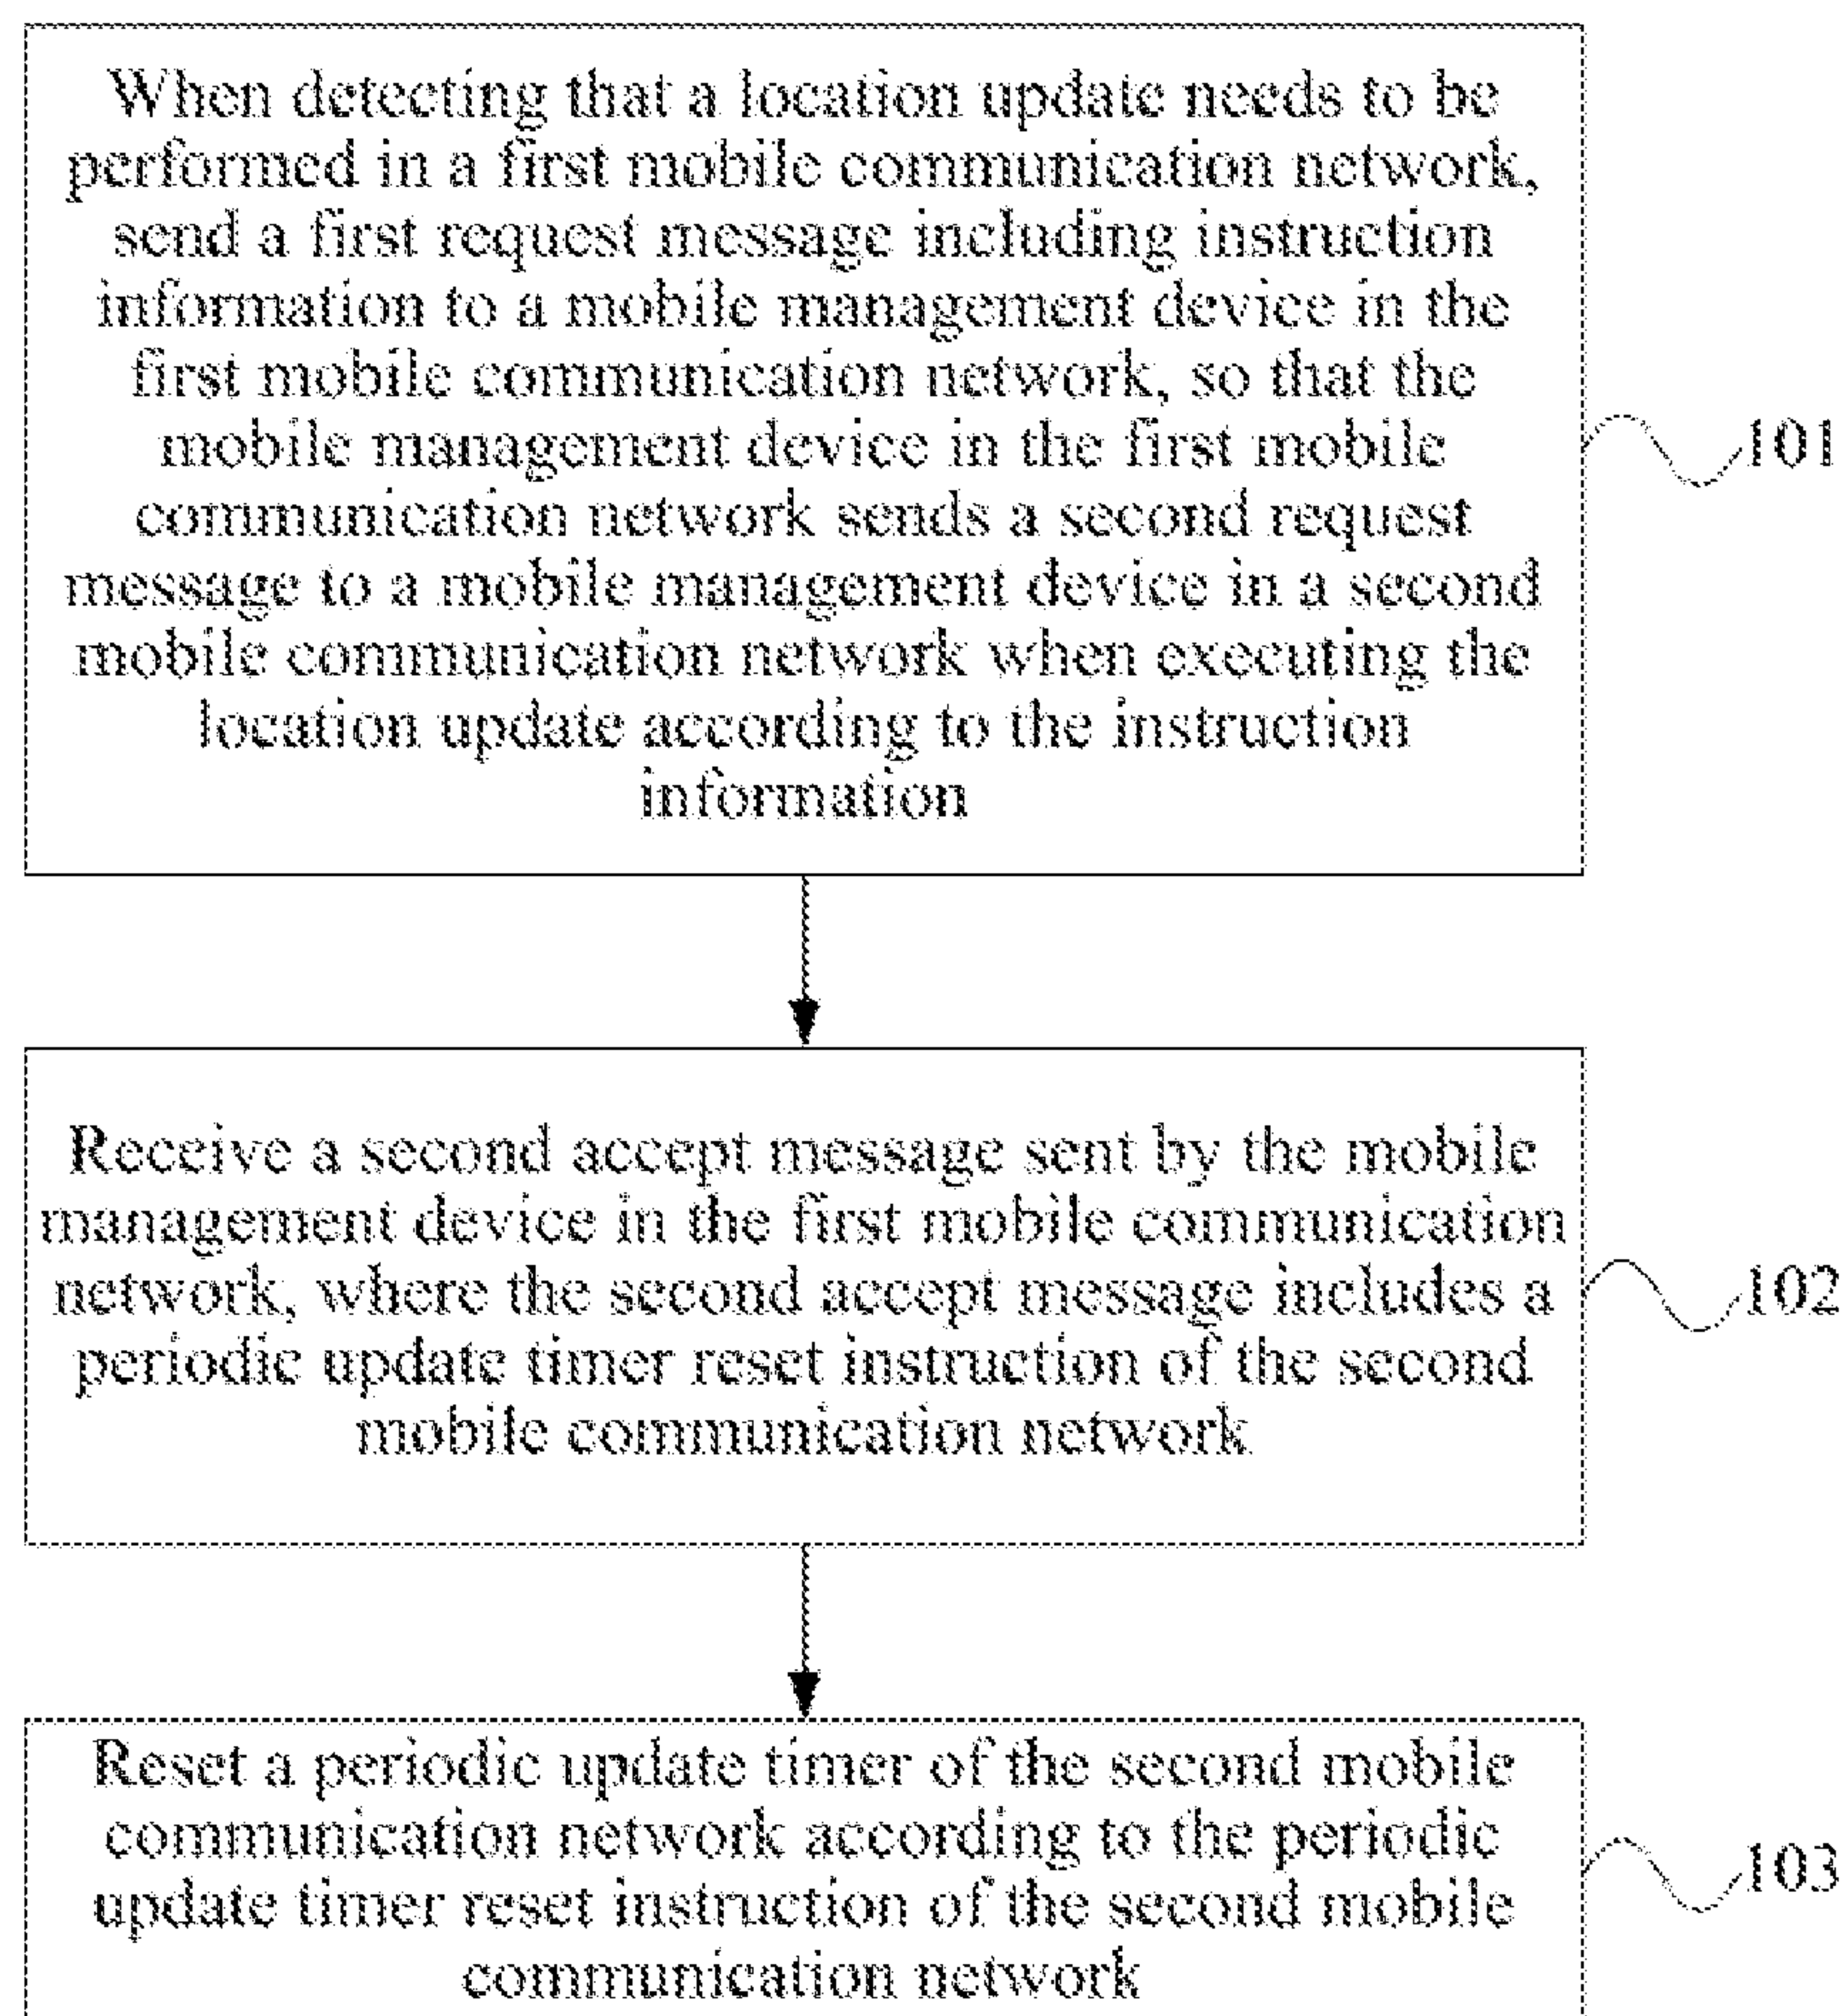 When detecting that a location update needs to be
performed in a first mobile communication network,
send a first request message including instruction
information to a mobile management device in the
first mobile communication network, so that the
mobile management device in the first mobile
communication network sends a second request
message to a mobile management device in a second
mobile communication network when executing the
location update according to the instruction
information
101
Receive a second accept message sent by the mobile
management device in the first mobile communication
network, where the second accept message includes a
periodic update timer reset instruction of the second
mobile communication network
102
Reset a periodic update timer of the second mobile
communication network according to the periodic
update timer reset instruction of the second mobile
communication network
103